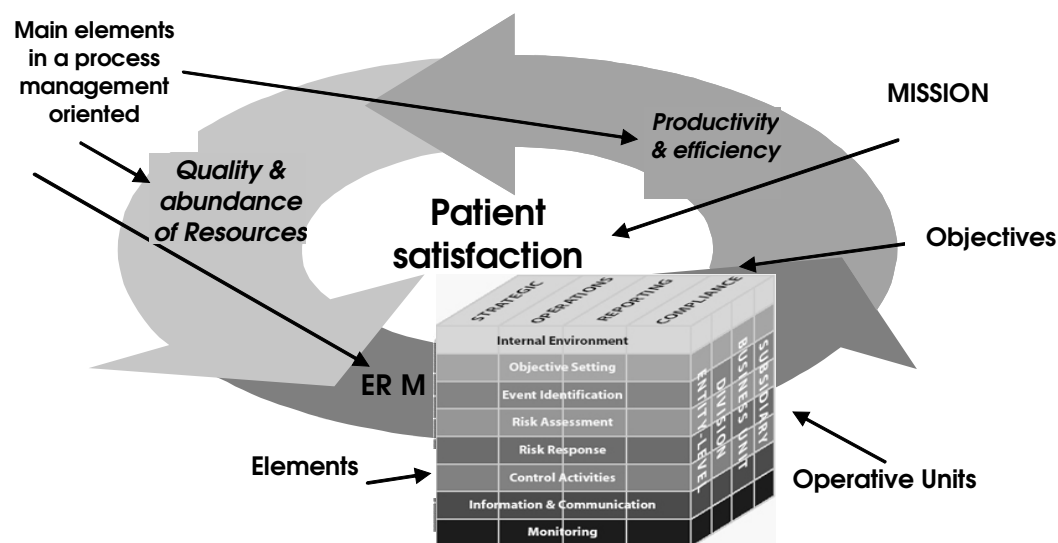 Main elements
in a process
management
oriented
MISSION
Productivity
& efficiency
Quality &
abundance
of Resources
Patient
satisfaction
Objectives
STRATEGIC
OPERATIONS
REPORTING
COMPLIANCE
Internal Environment
Objective Setting
Event Identification
Risk Assessment
Risk Response
Control Activities
Information & Communication
Monitoring
ENTITY-LEVEL
DIVISION
BUSINESS UNIT
SUBSIDIARY
ER M
Elements
Operative Units